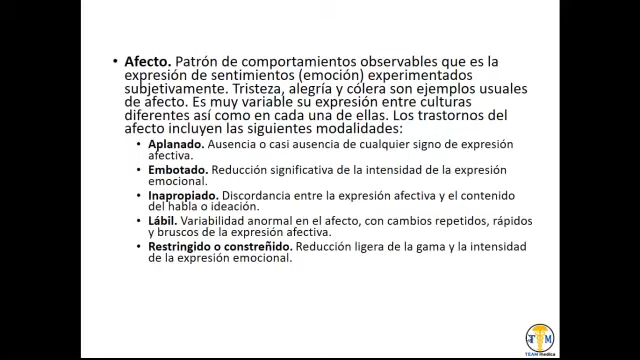 • Afecto. Patrón de comportamientos observables que es la
expresión de sentimientos (emoción) experimentados
subjetivamente. Tristeza, alegría y cólera son ejemplos usuales
de afecto. Es muy variable su expresión entre culturas
diferentes así como en cada una de ellas. Los trastornos del
afecto incluyen las siguientes modalidades:
• Aplanado. Ausencia o casi ausencia de cualquier signo de expresión
afectiva.
• Embotado. Reducción significativa de la intensidad de la expresión
emocional.
• Inapropiado. Discordancia entre la expresión afectiva y el contenido
del habla o ideación.
• Lábil. Variabilidad anormal en el afecto, con cambios repetidos, rápidos
y bruscos de la expresión afectiva.
• Restringido o constreñido. Reducción ligera de la gama y la intensidad
de la expresión emocional.
T M
TEAM medica